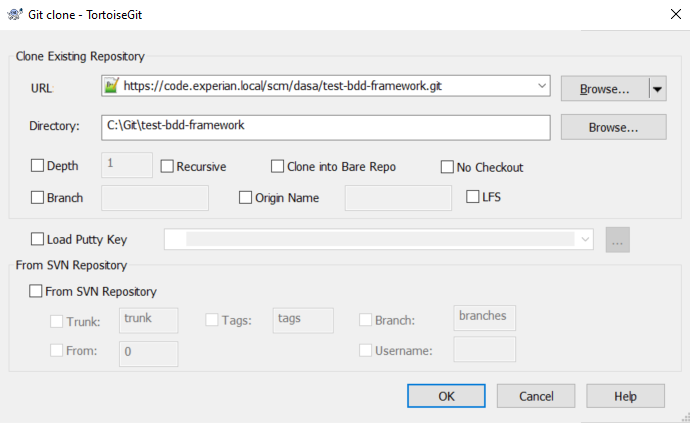 Git clone - TortoiseGit
Clone Existing Repository
URL https://code.experian.local/scm/dasa/test-bdd-framework.git Browse...
Directory: C:\Git\test-bdd-framework Browse...
Depth 1 Recursive Clone into Bare Repo No Checkout
Branch Origin Name LFS
Load Putty Key ...
From SVN Repository
From SVN Repository
Trunk: trunk Tags: tags Branch: branches
From: 0 Username:
OK Cancel Help